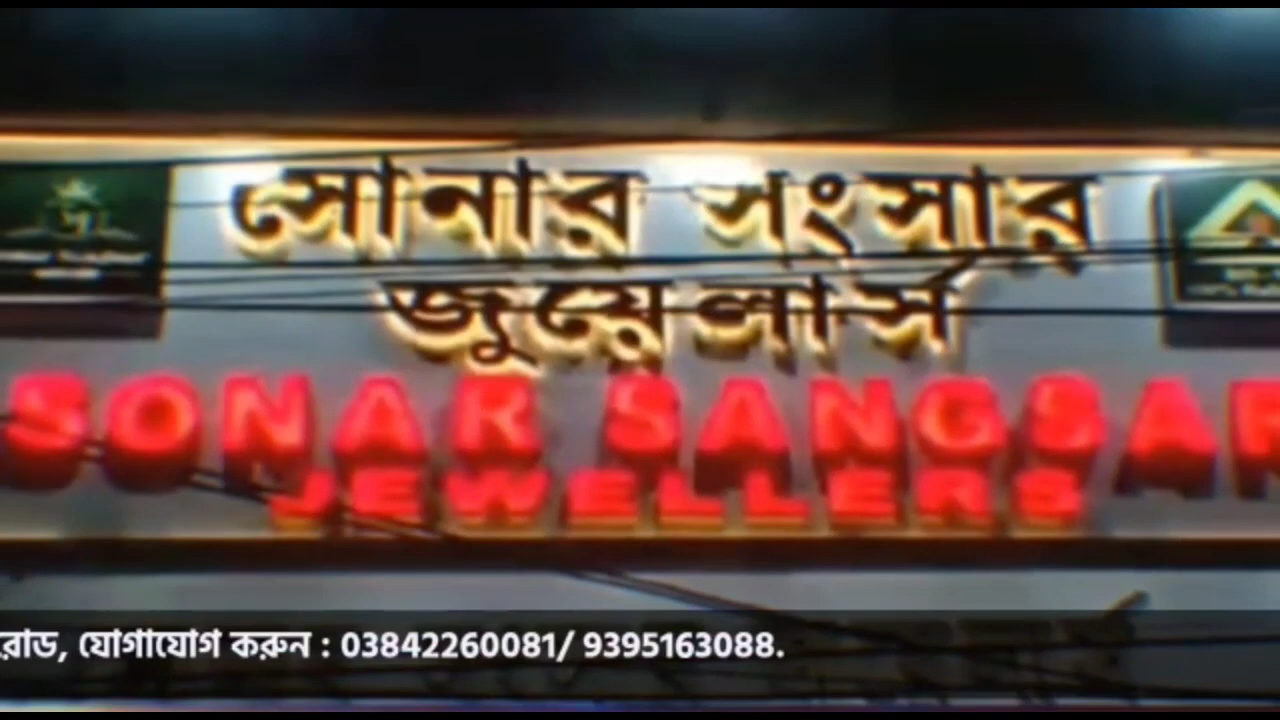 সোনার সংসার
জুয়েলার্স
SONAR SANGSAR
JEWELLERS
রোড, যোগাযোগ করুন : 03842260081/ 9395163088.